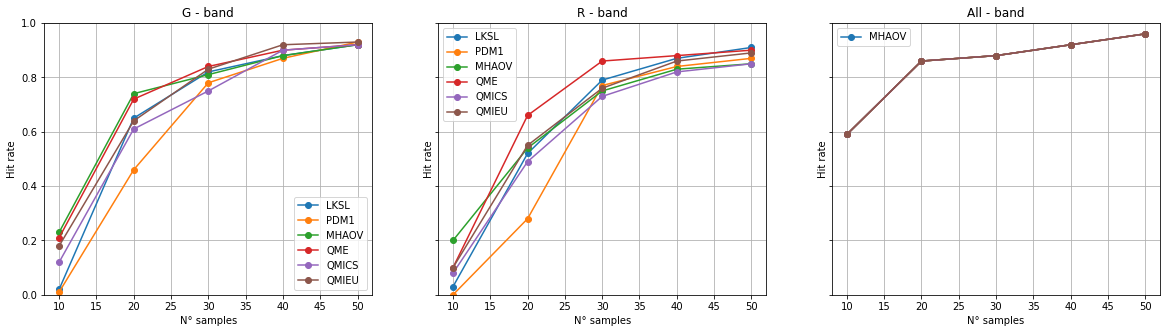 G - band
Hit rate
1.0
0.8
0.6
0.4
0.2
0.0
LKSL
PDM1
MHAOV
QME
QMICS
QMIEU
10 15 20 25 30 35 40 45 50
N° samples
R - band
Hit rate
LKSL
PDM1
MHAOV
QME
QMICS
QMIEU
10 15 20 25 30 35 40 45 50
N° samples
All - band
Hit rate
MHAOV
10 15 20 25 30 35 40 45 50
N° samples